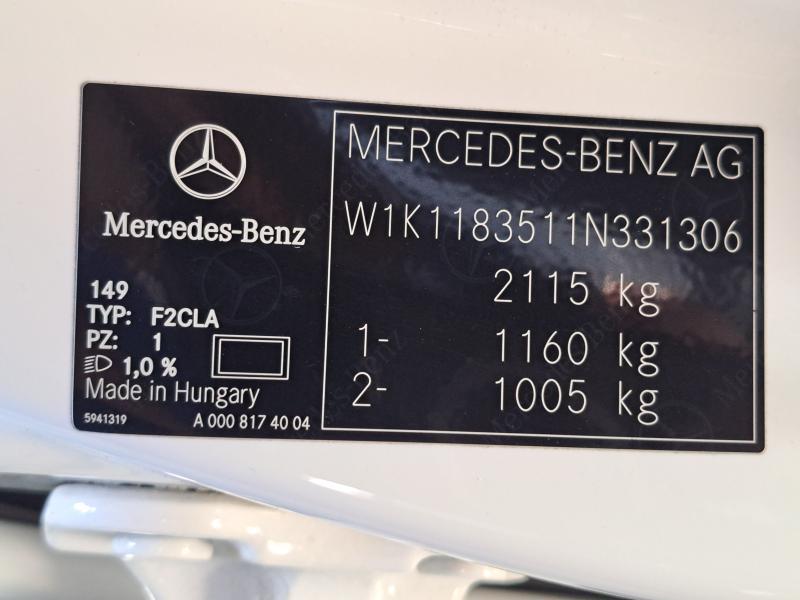 Mercedes-Benz
149
TYP: F2CLA
PZ: 1
1,0 %
Made in Hungary
5941319 A 000 817 40 04
MERCEDES-BENZ AG
W1K1183511N331306
2115 kg
1- 1160 kg
2- 1005 kg